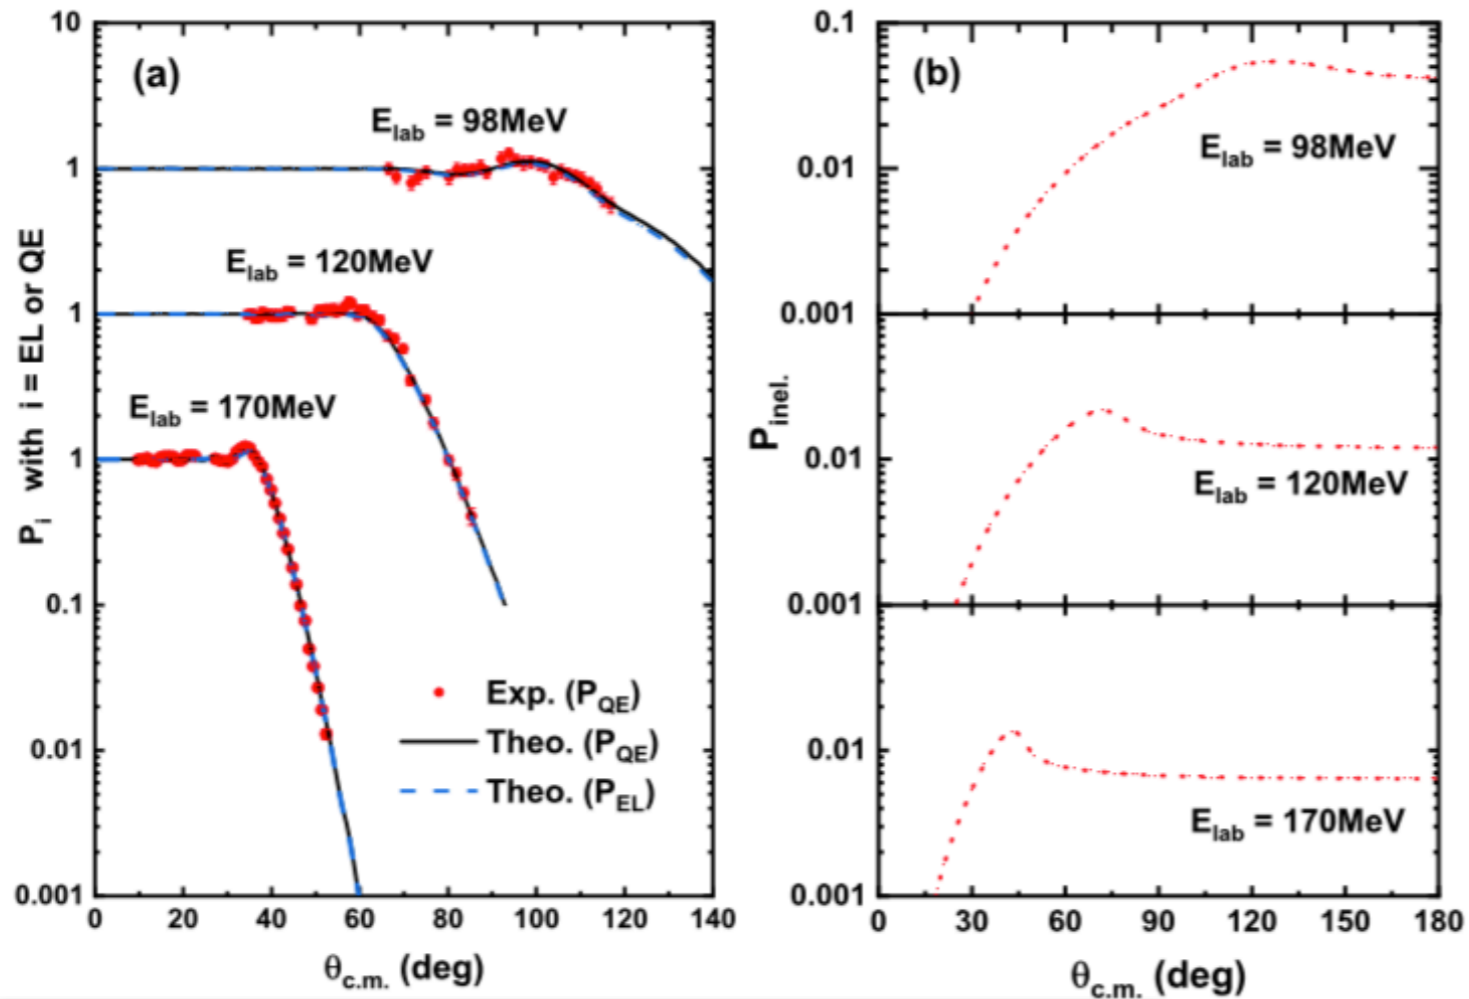 (a)
E_lab = 98MeV
E_lab = 120MeV
E_lab = 170MeV
Exp. (P_QE)
Theo. (P_QE)
Theo. (P_EL)
10
1
1
1
0.1
0.01
0.001
0 20 40 60 80 100 120 140
θ_c.m. (deg)
P_i with i = EL or QE
(b)
E_lab = 98MeV
E_lab = 120MeV
E_lab = 170MeV
0.1
0.01
0.001
0.01
0.001
0.01
0.001
0 30 60 90 120 150 180
θ_c.m. (deg)
P_inel.